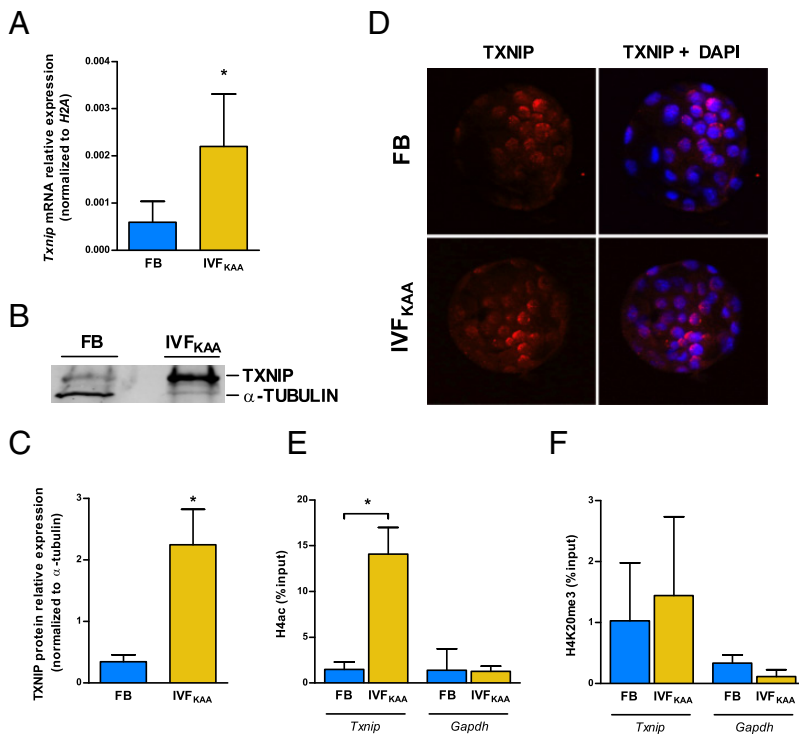 A
Txnip mRNA relative expression
(normalized to H2A)
0.004
0.003
0.002
0.001
0.000
*
FB
IVFKAA
B
FB
IVFKAA
TXNIP
α-TUBULIN
C
TXNIP protein relative expression
(normalized to α-tubulin)
3
2
1
0
*
FB
IVFKAA
D
TXNIP
TXNIP + DAPI
FB
IVFKAA
E
H4ac (% input)
20
15
10
5
0
*
FB
IVFKAA
FB
IVFKAA
Txnip
Gapdh
F
H4K20me3 (% input)
3
2
1
0
FB
IVFKAA
FB
IVFKAA
Txnip
Gapdh